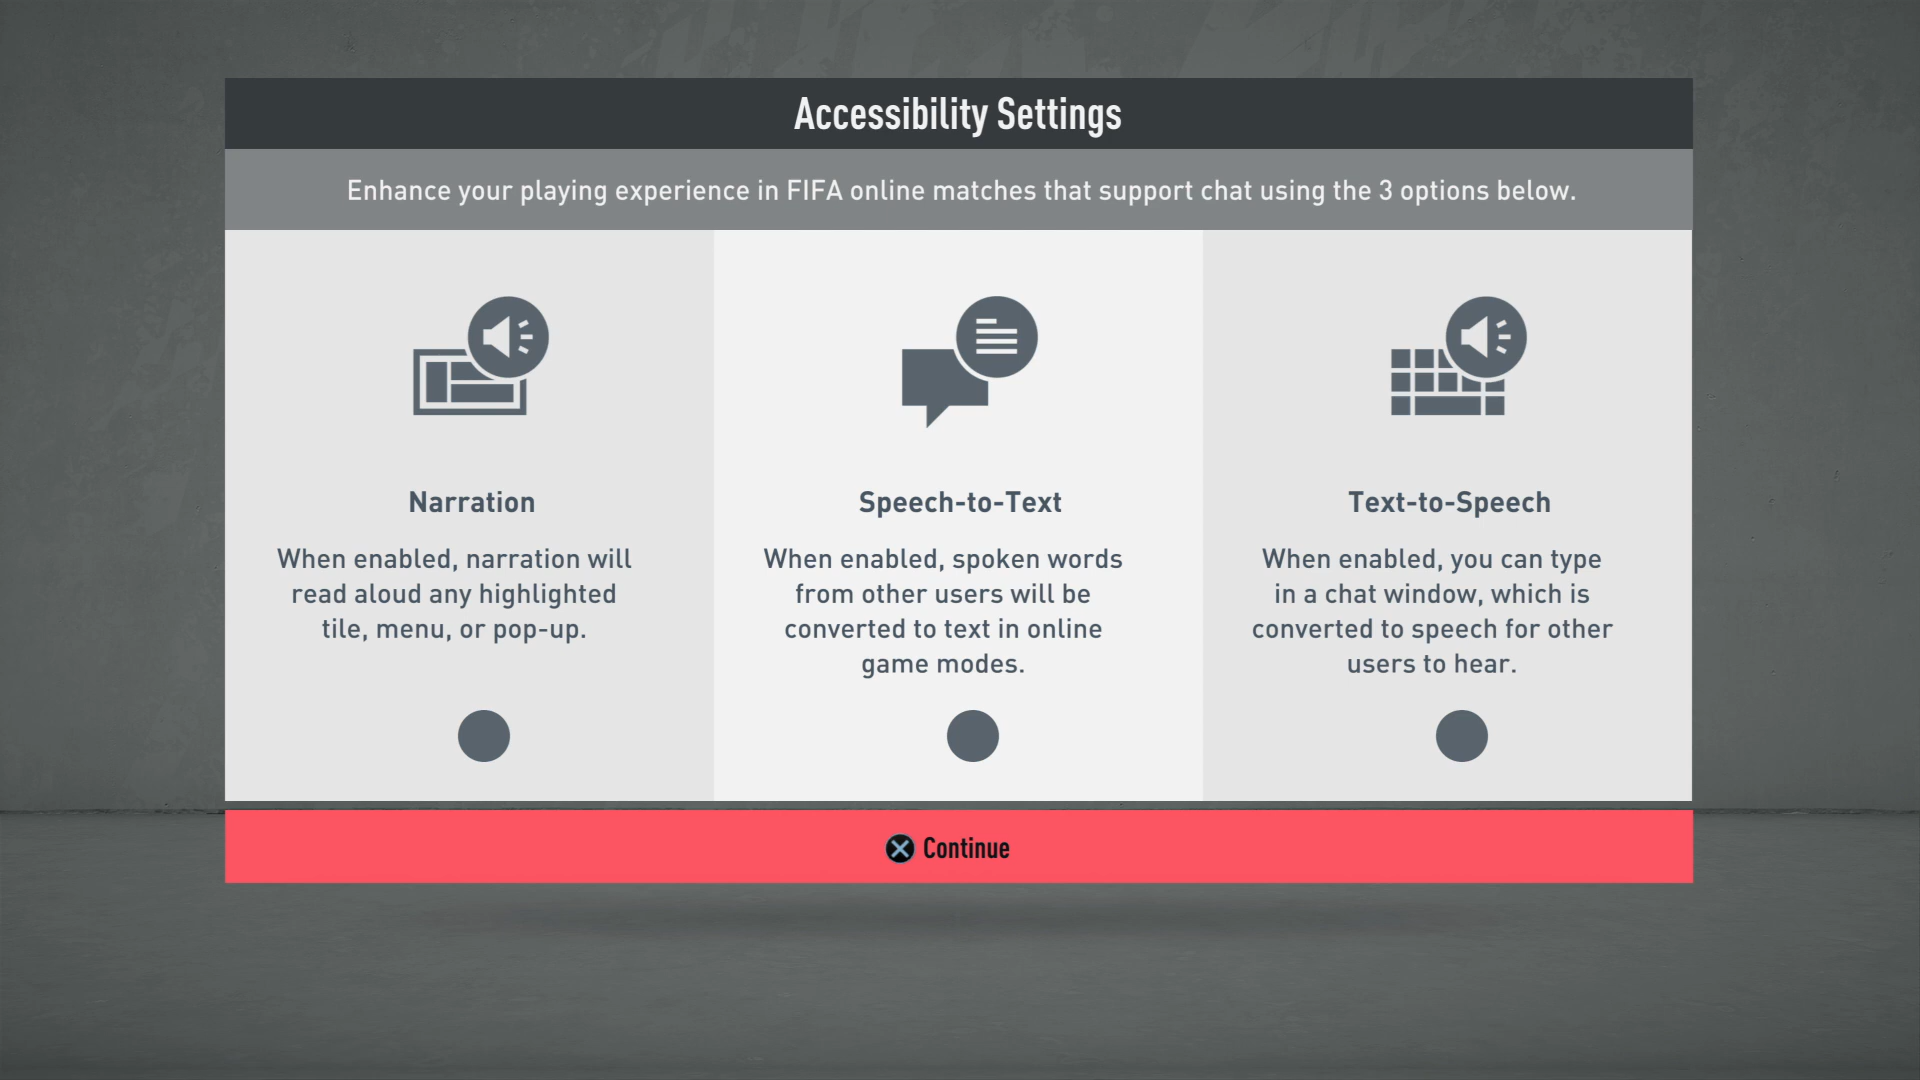 Accessibility Settings
Enhance your playing experience in FIFA online matches that support chat using the 3 options below.
Narration
When enabled, narration will
read aloud any highlighted
tile, menu, or pop-up.
Speech-to-Text
When enabled, spoken words
from other users will be
converted to text in online
game modes.
Text-to-Speech
When enabled, you can type
in a chat window, which is
converted to speech for other
users to hear.
Continue